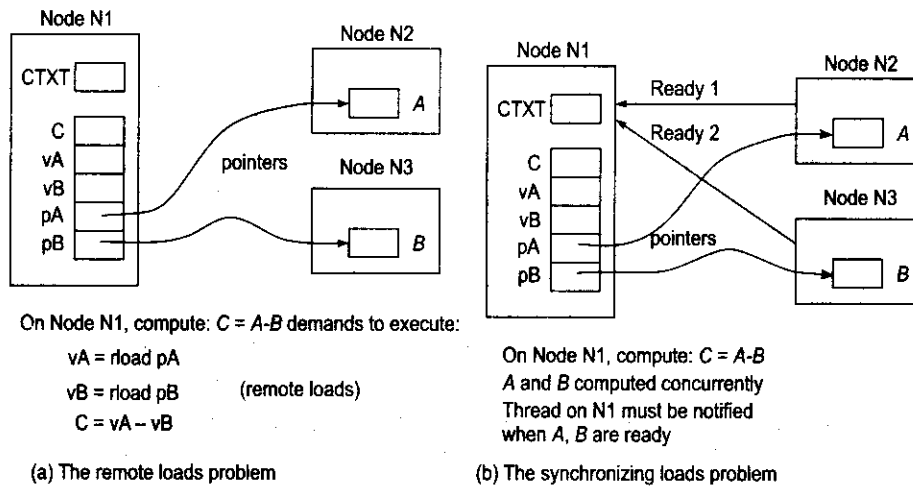 Node N1
Node N2
CTXT
A
C
vA
vB
pA
pB
pointers
Node N3
B
On Node N1, compute: C = A-B demands to execute:
vA = rload pA
vB = rload pB (remote loads)
C = vA – vB
(a) The remote loads problem
Node N1
Node N2
Ready 1
CTXT
Ready 2
A
C
vA
vB
pA
pB
pointers
Node N3
B
On Node N1, compute: C = A-B
A and B computed concurrently
Thread on N1 must be notified
when A, B are ready
(b) The synchronizing loads problem